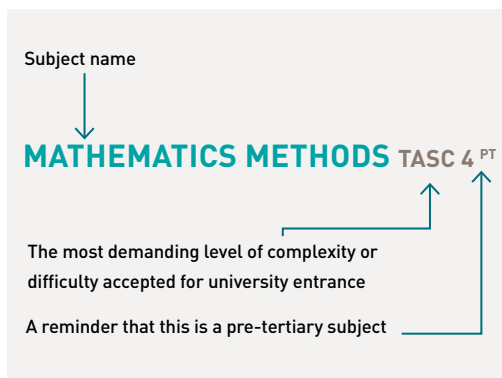 Subject name
MATHEMATICS METHODS TASC 4 PT
The most demanding level of complexity or
difficulty accepted for university entrance
A reminder that this is a pre-tertiary subject